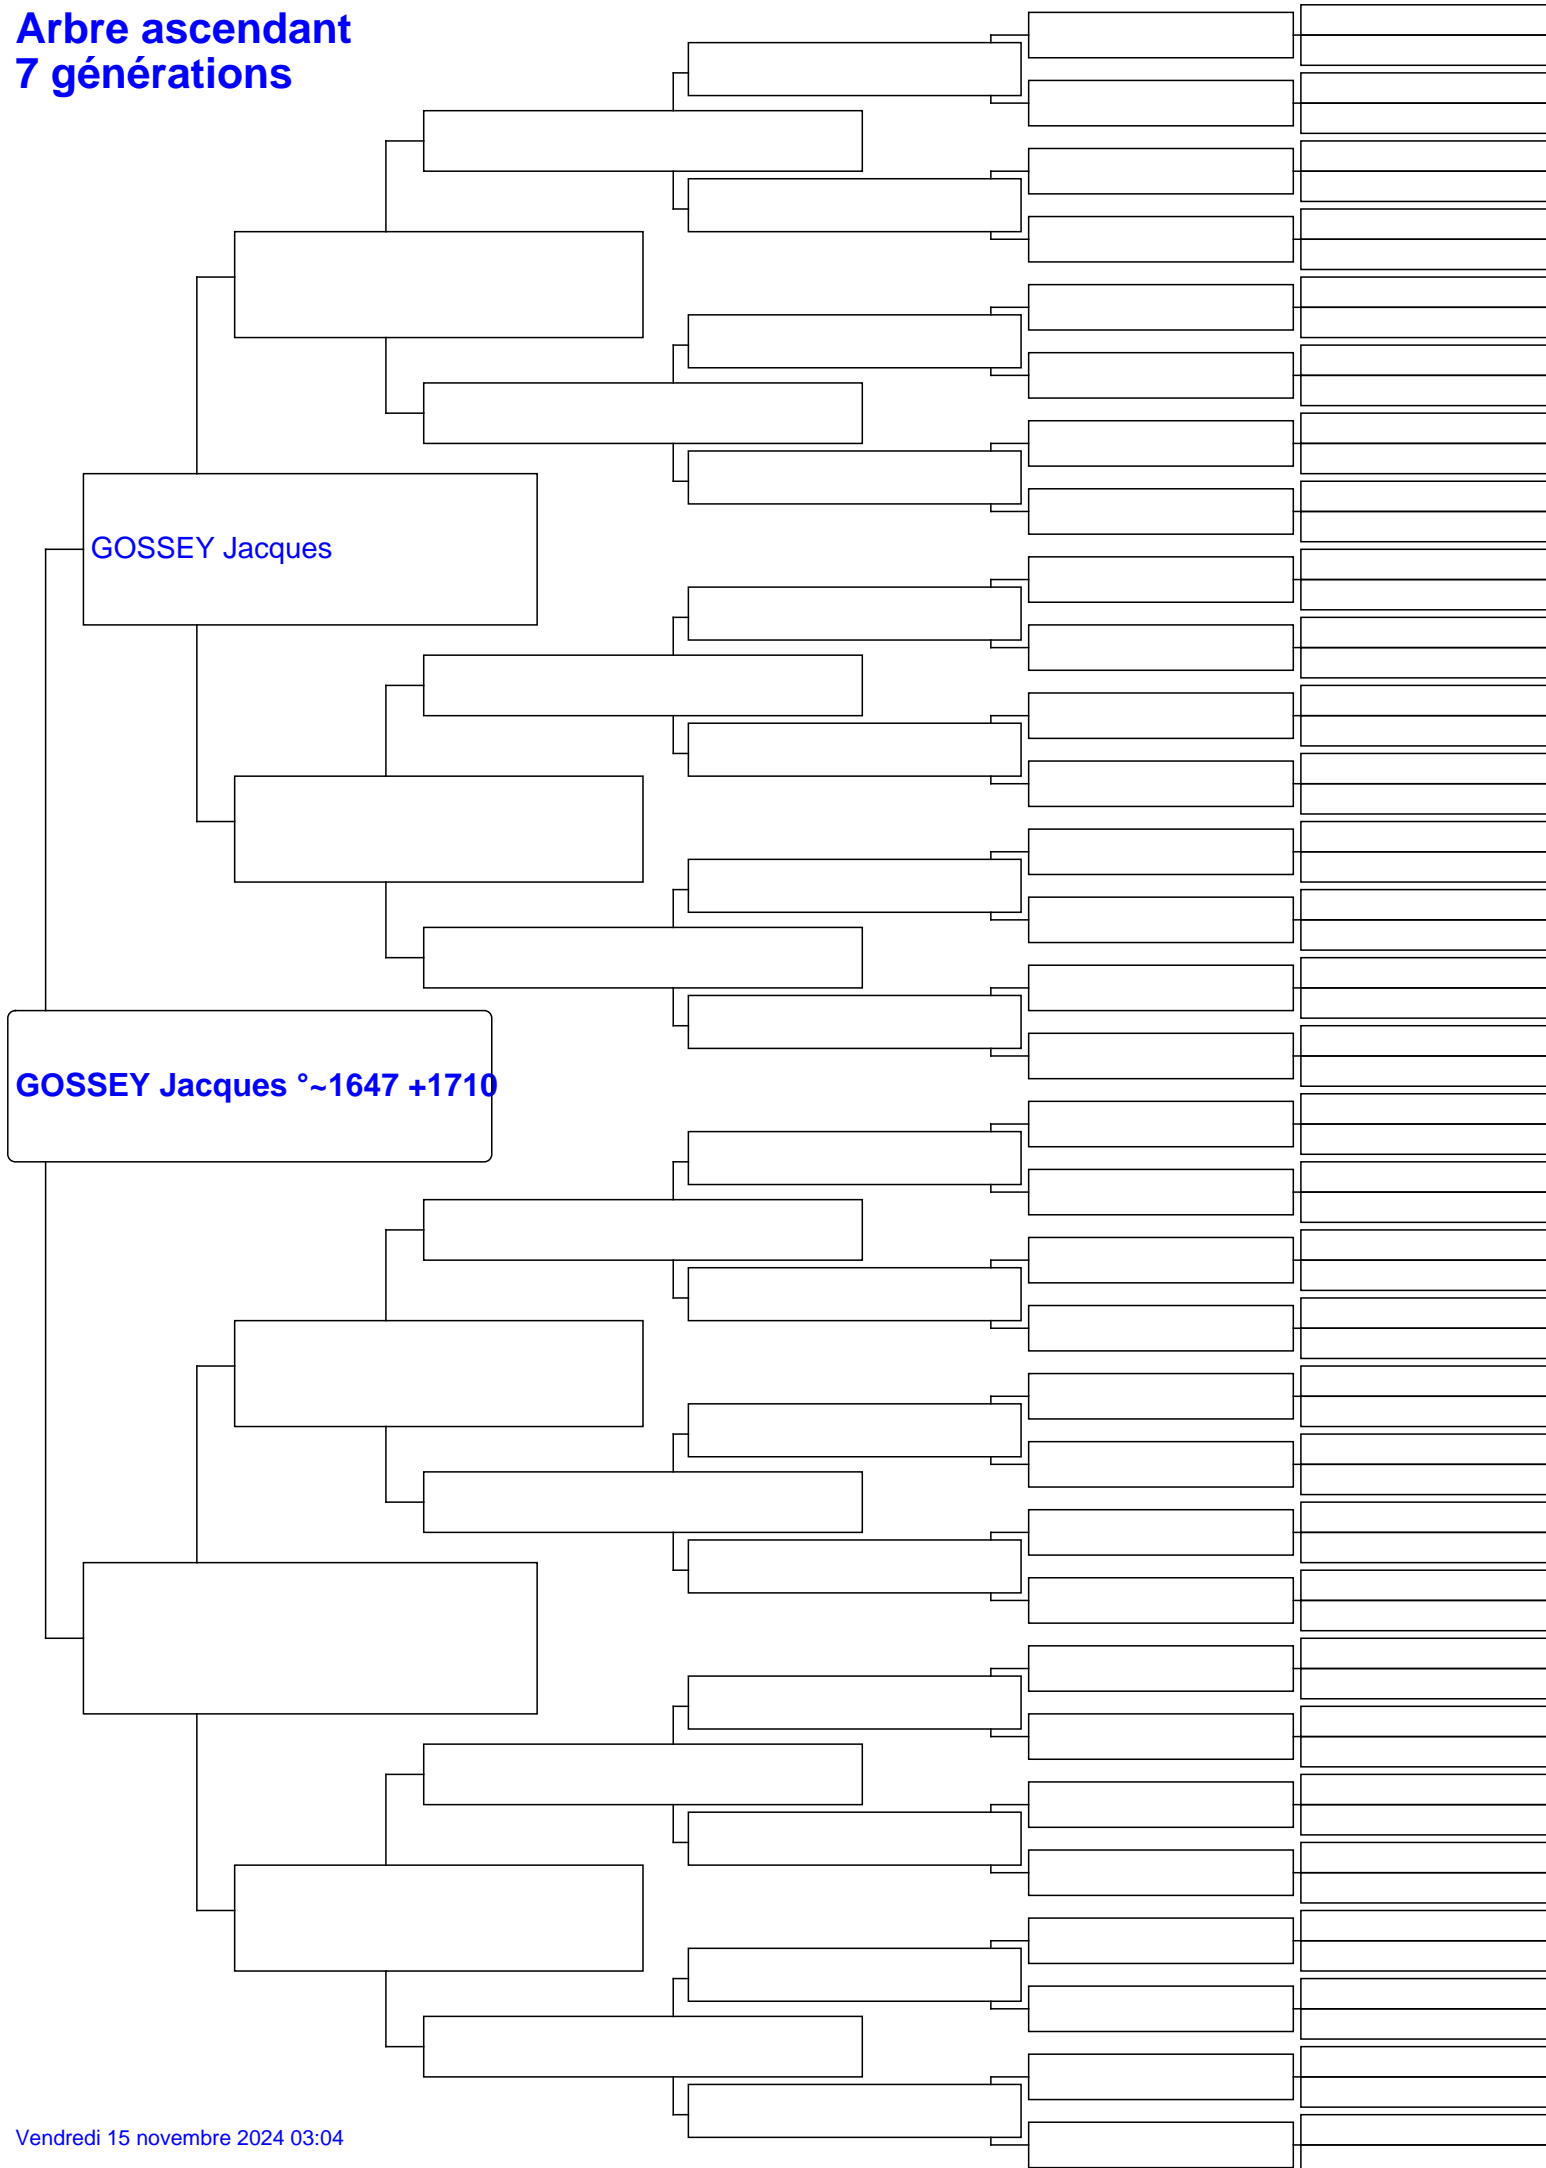 Arbre ascendant
7 générations
GOSSEY Jacques
GOSSEY Jacques °~1647 +1710
Vendredi 15 novembre 2024 03:04